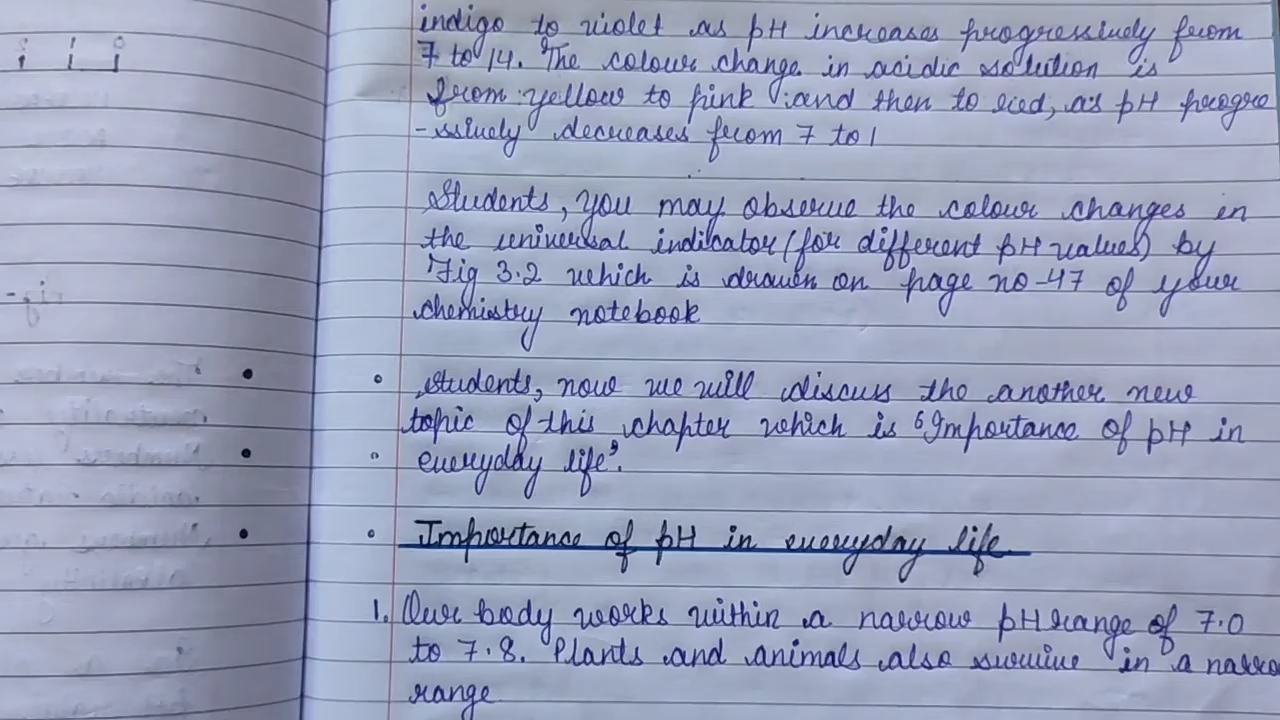 indigo to violet as pH increases progressively from
7 to 14. The colour change in acidic solution is
from yellow to pink and then to red, as pH progre
-ssively decreases from 7 to 1
Students, you may observe the colour changes in
the universal indicator (for different pH values) by
Fig 3.2 which is drawn on page no-47 of your
chemistry notebook
students, now we will discuss the another new
topic of this chapter which is 'Importance of pH in
everyday life'.
Importance of pH in everyday life
1. Our body works within a narrow pH range of 7.0
to 7.8. Plants and animals also survive in a narro
range